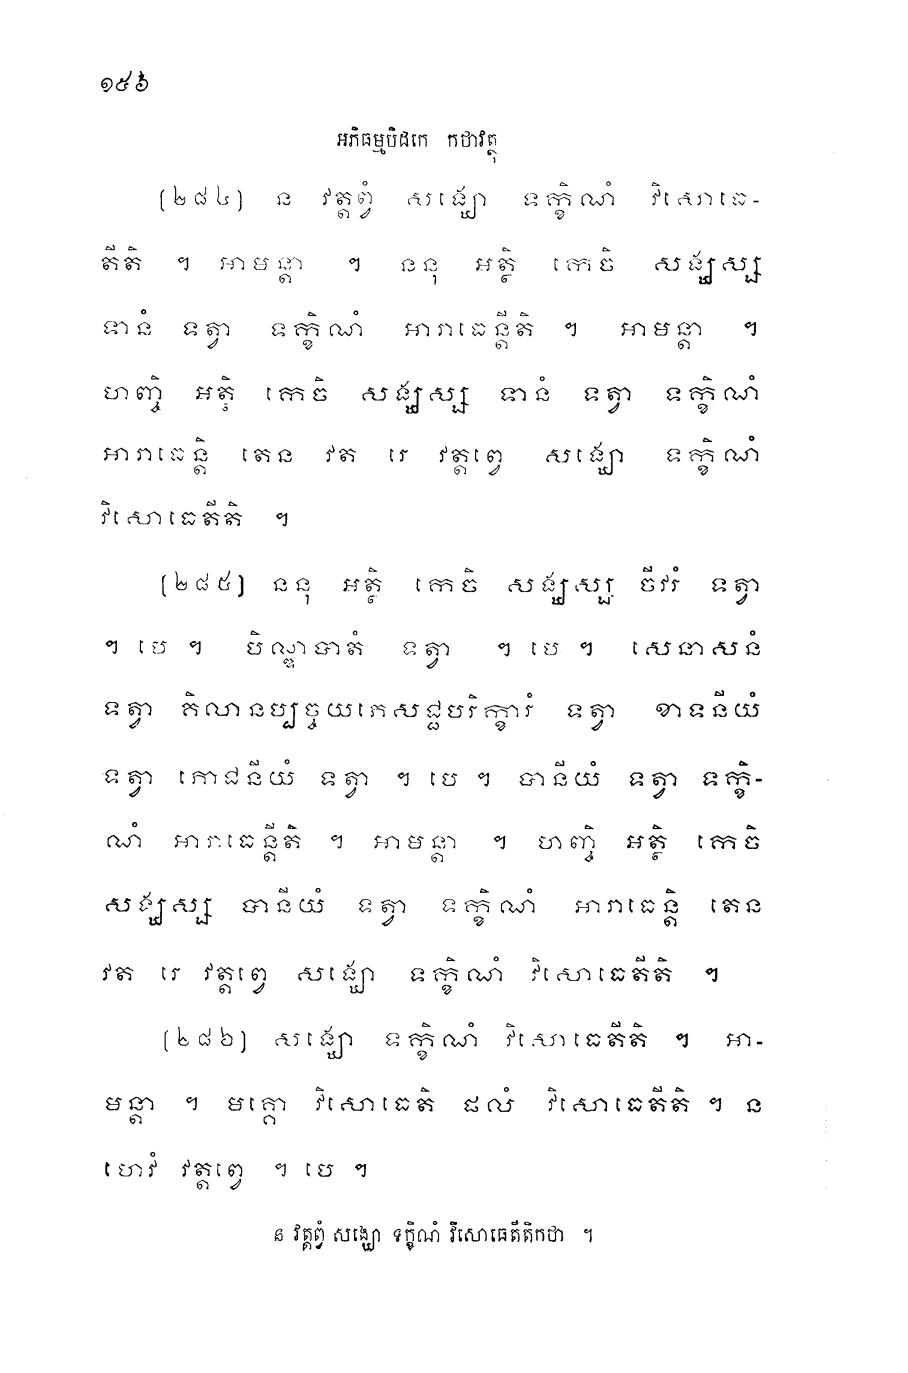 ១៥៦
អភិធម្មបិដកេ កថាវត្ថុ
(២៨៤) ន វត្តព្វំ សង្ឃោ ទក្ខិណំ វិសោធេ-
តីតិ ។ អាមន្តា ។ ននុ អត្ថិ កេចិ សង្ឃស្ស
ទានំ ទត្វា ទក្ខិណំ អារាធេន្តីតិ ។ អាមន្តា ។
ហញ្ចិ អត្ថិ កេចិ សង្ឃស្ស ទានំ ទត្វា ទក្ខិណំ
អារាធេន្តិ តេន វត រេ វត្តព្វេ សង្ឃោ ទក្ខិណំ
វិសោធេតីតិ ។
(២៨៥) ននុ អត្ថិ កេចិ សង្ឃស្ស ចីវរំ ទត្វា
។ បេ ។ បិណ្ឌបាតំ ទត្វា ។ បេ ។ សេនាសនំ
ទត្វា គិលានប្បច្ចយភេសជ្ជបរិក្ខារំ ទត្វា ខាទនីយំ
ទត្វា ភោជនីយំ ទត្វា ។ បេ ។ បានីយំ ទត្វា ទក្ខិ-
ណំ អារាធេន្តីតិ ។ អាមន្តា ។ ហញ្ចិ អត្ថិ កេចិ
សង្ឃស្ស បានីយំ ទត្វា ទក្ខិណំ អារាធេន្តិ តេន
វត រេ វត្តព្វេ សង្ឃោ ទក្ខិណំ វិសោធេតីតិ ។
(២៨៦) សង្ឃោ ទក្ខិណំ វិសោធេតីតិ ។ អា-
មន្តា ។ មគ្គោ វិសោធេតិ ផលំ វិសោធេតីតិ ។ ន
ហេវំ វត្តព្វេ ។ បេ ។
ន វត្តព្វំ សង្ឃោ ទក្ខិណំ វិសោធេតីតិកថា ។